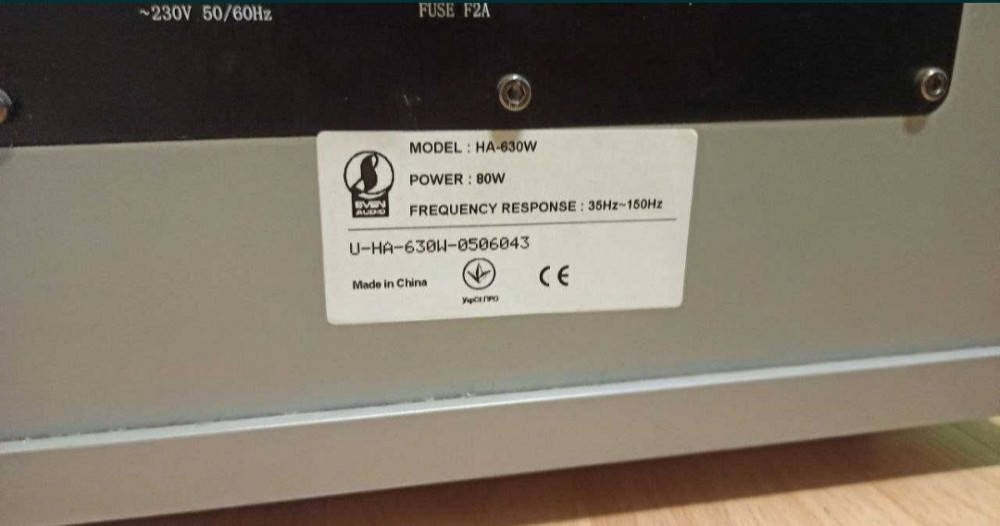 ~230V 50/60Hz
FUSE F2A
MODEL : HA-630W
POWER : 80W
FREQUENCY RESPONSE : 35Hz~150Hz
SVEN
AUDIO
U-HA-630W-0506043
Made in China
УкрСЕПРО
CE